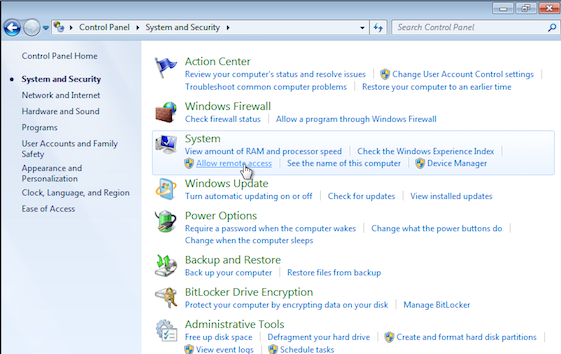 Control Panel System and Security Search Control Panel
Control Panel Home
System and Security
Network and Internet
Hardware and Sound
Programs
User Accounts and Family
Safety
Appearance and
Personalization
Clock, Language, and Region
Ease of Access
Action Center
Review your computer's status and resolve issues Change User Account Control settings
Troubleshoot common computer problems Restore your computer to an earlier time
Windows Firewall
Check firewall status Allow a program through Windows Firewall
System
View amount of RAM and processor speed Check the Windows Experience Index
Allow remote access See the name of this computer Device Manager
Windows Update
Turn automatic updating on or off Check for updates View installed updates
Power Options
Require a password when the computer wakes Change what the power buttons do
Change when the computer sleeps
Backup and Restore
Back up your computer Restore files from backup
BitLocker Drive Encryption
Protect your computer by encrypting data on your disk Manage BitLocker
Administrative Tools
Free up disk space Defragment your hard drive Create and format hard disk partitions
View event logs Schedule tasks